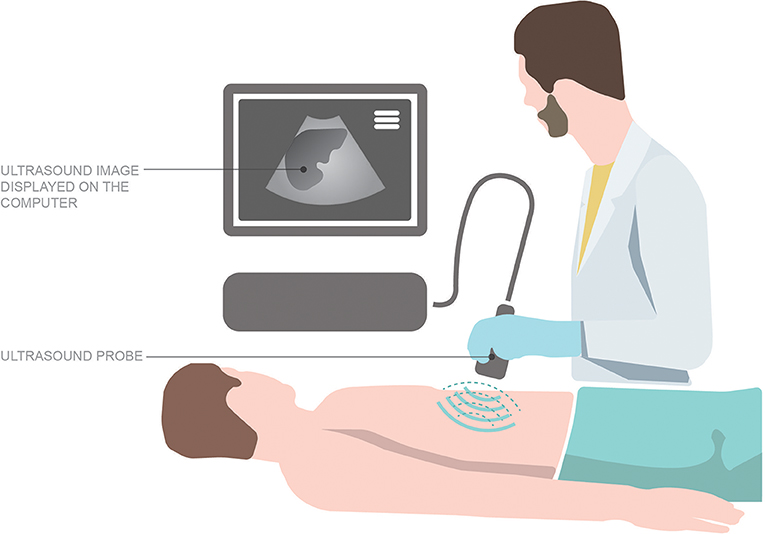 ULTRASOUND IMAGE
DISPLAYED ON THE
COMPUTER
ULTRASOUND PROBE